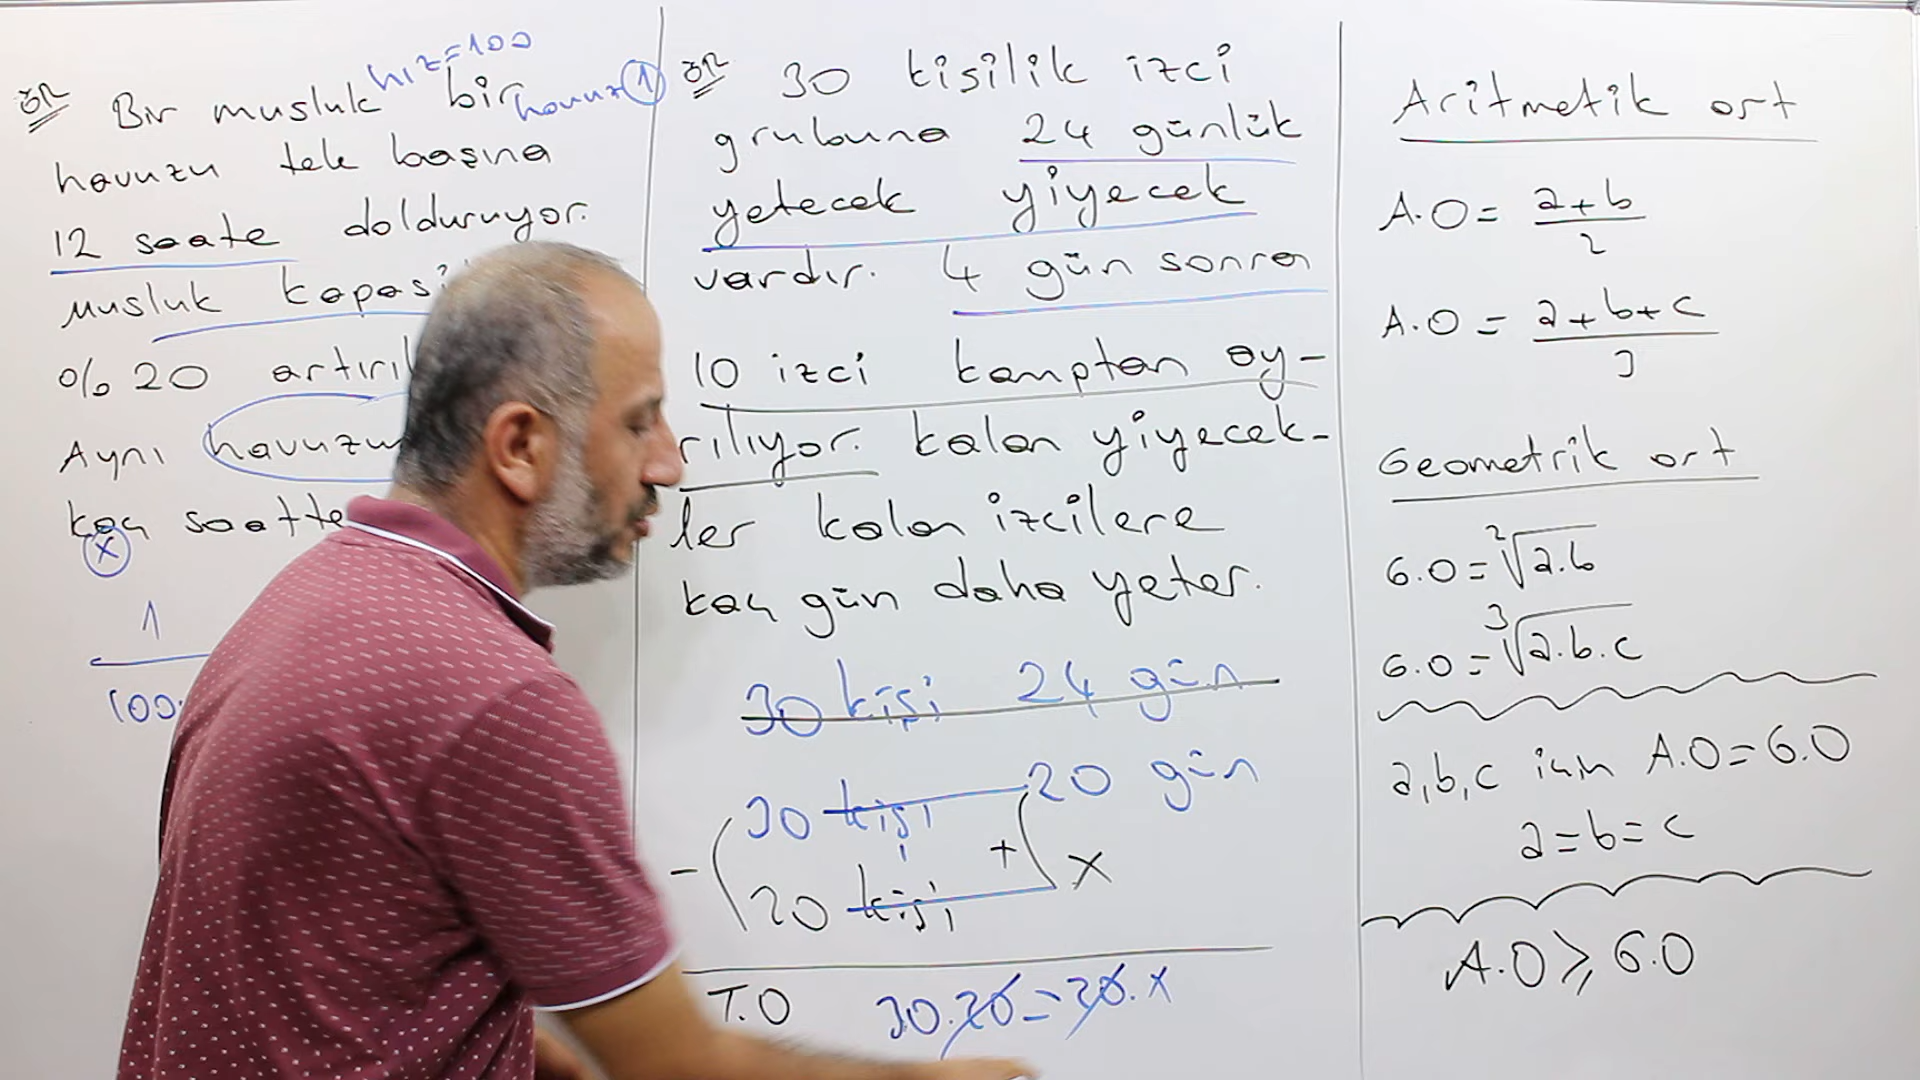 ÖR Bir musluk hız=100 bir havuz 1
havuzu tek başına
12 saate dolduruyor.
Musluk kapasi
%20 artırıl
Aynı havuzu
kaç saatte
x
1
100.
ÖR 30 kişilik izci
grubuna 24 günlük
yetecek yiyecek
vardır. 4 gün sonra
10 izci kamptan ay-
rılıyor. kalan yiyecek-
ler kalan izcilere
kaç gün daha yeter.
30 kişi 24 gün
30 kişi 20 gün
- + x
20 kişi
T.O 30.20=20.x
Aritmetik ort
A.O = a+b / 2
A.O = a+b+c / 3
Geometrik ort
G.O = ²√a.b
G.O = ³√a.b.c
a,b,c için A.O=G.O
a=b=c
A.O ≥ G.O